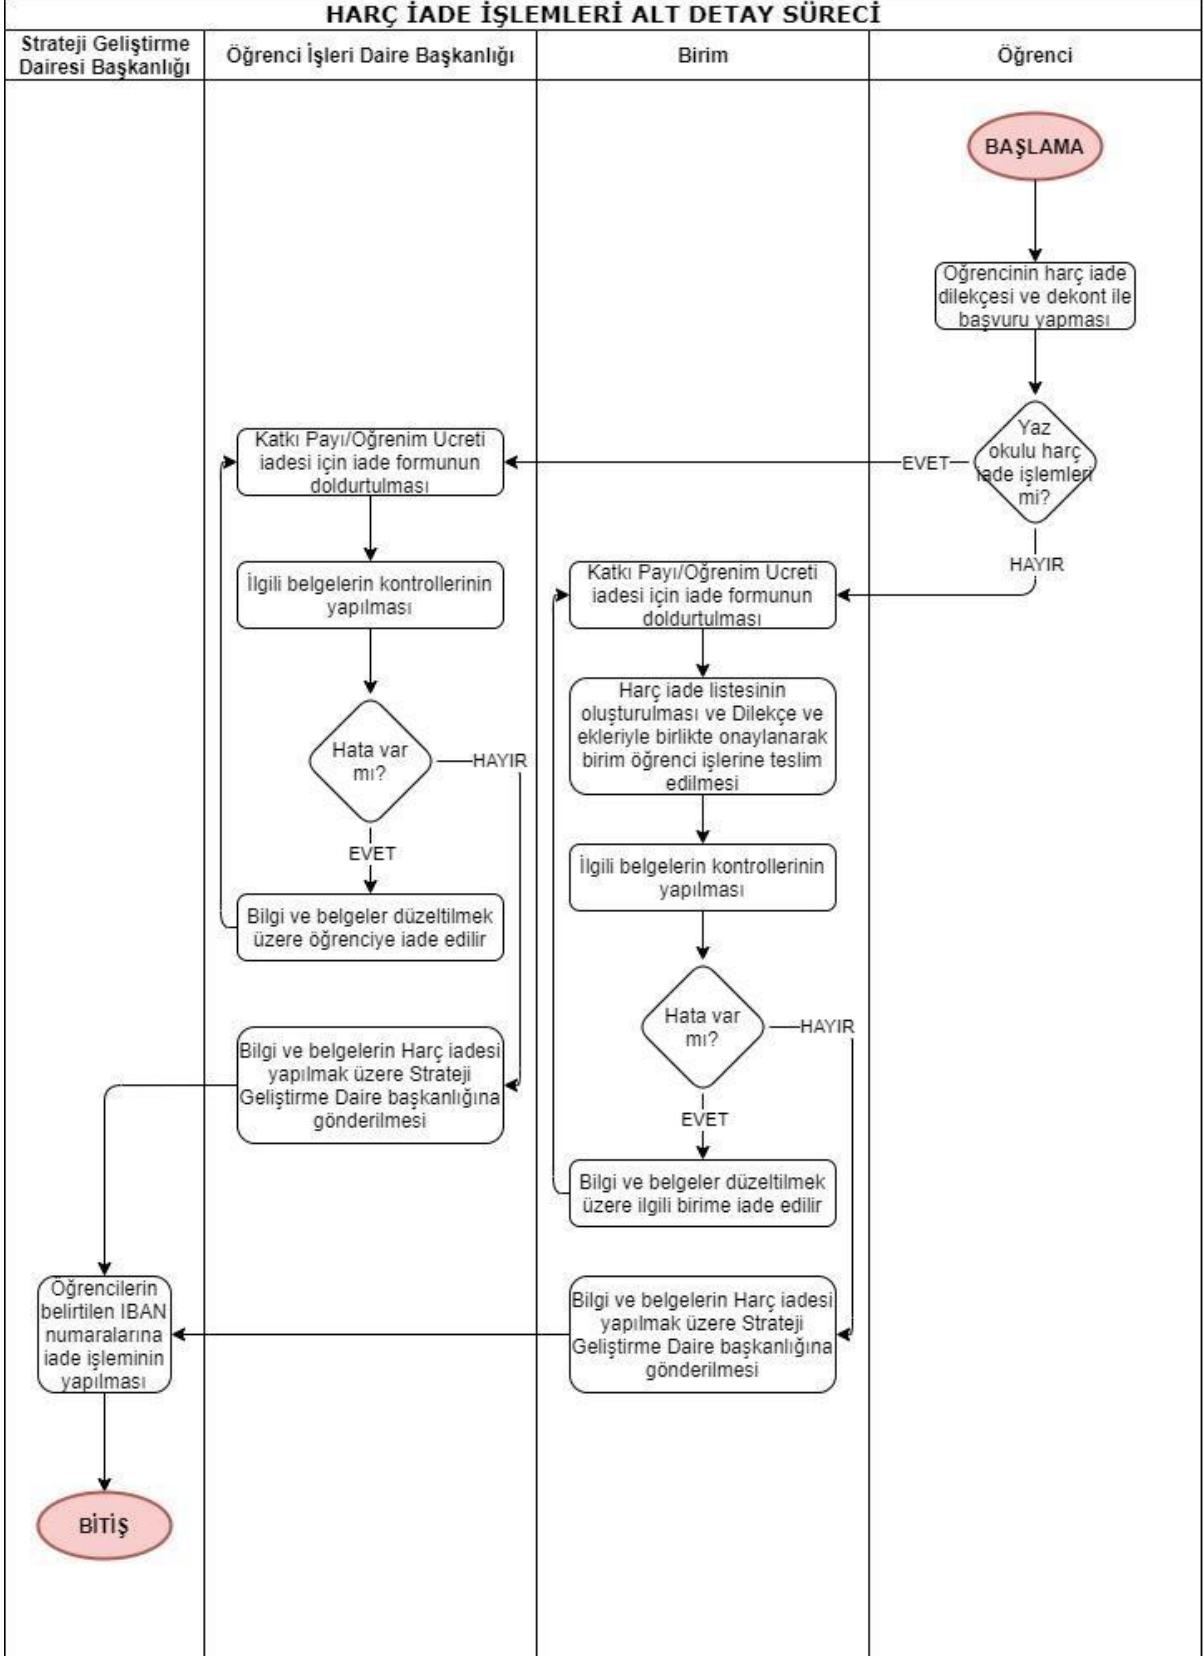 HARÇ İADE İŞLEMLERİ ALT DETAY SÜRECİ
Strateji Geliştirme
Dairesi Başkanlığı
Öğrenci İşleri Daire Başkanlığı
Birim
Öğrenci
BAŞLAMA
Öğrencinin harç iade
dilekçesi ve dekont ile
başvuru yapması
Yaz
okulu harç
iade işlemleri
mi?
EVET
HAYIR
Katkı Payı/Öğrenim Ücreti
iadesi için iade formunun
doldurtulması
İlgili belgelerin kontrollerinin
yapılması
Hata var
mı?
HAYIR
EVET
Bilgi ve belgeler düzeltilmek
üzere öğrenciye iade edilir
Bilgi ve belgelerin Harç iadesi
yapılmak üzere Strateji
Geliştirme Daire başkanlığına
gönderilmesi
Katkı Payı/Öğrenim Ücreti
iadesi için iade formunun
doldurtulması
Harç iade listesinin
oluşturulması ve Dilekçe ve
ekleriyle birlikte onaylanarak
birim öğrenci işlerine teslim
edilmesi
İlgili belgelerin kontrollerinin
yapılması
Hata var
mı?
HAYIR
EVET
Bilgi ve belgeler düzeltilmek
üzere ilgili birime iade edilir
Bilgi ve belgelerin Harç iadesi
yapılmak üzere Strateji
Geliştirme Daire başkanlığına
gönderilmesi
Öğrencilerin
belirtilen IBAN
numaralarına
iade işleminin
yapılması
BİTİŞ